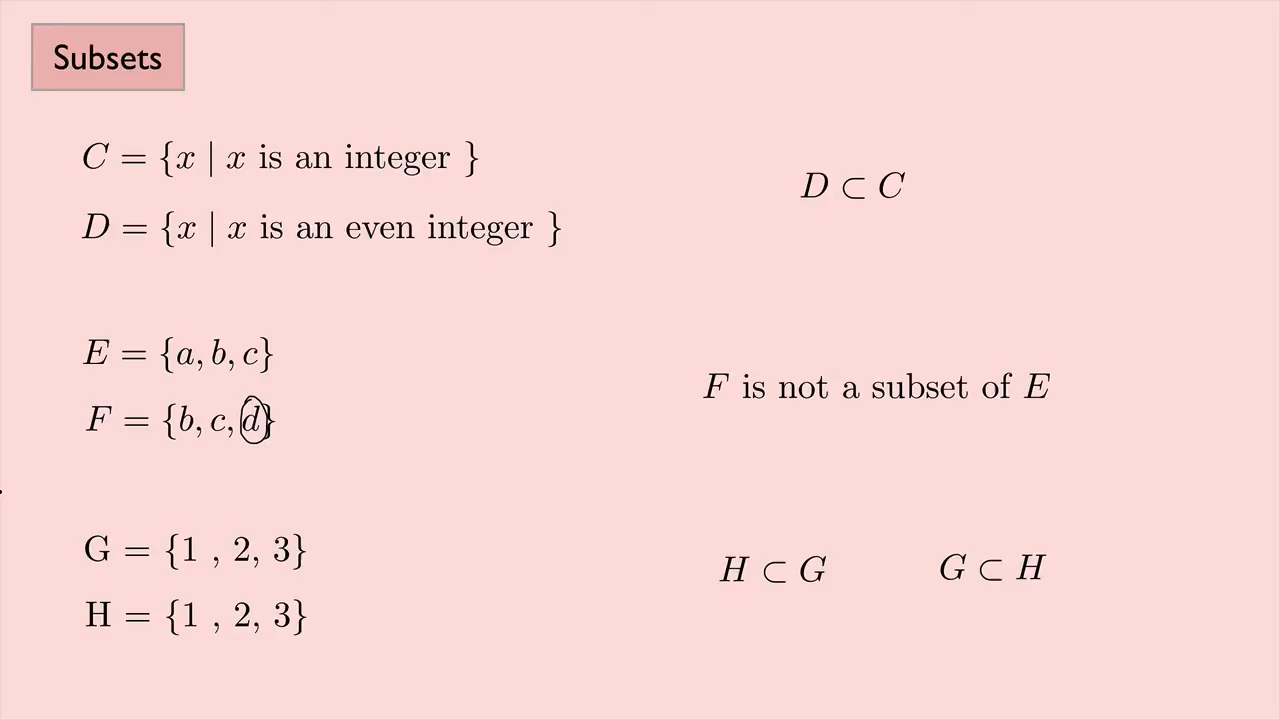 Subsets
C = {x | x is an integer }
D ⊂ C
D = {x | x is an even integer }
E = {a, b, c}
F is not a subset of E
F = {b, c, d}
G = {1 , 2, 3}
H ⊂ G
G ⊂ H
H = {1 , 2, 3}